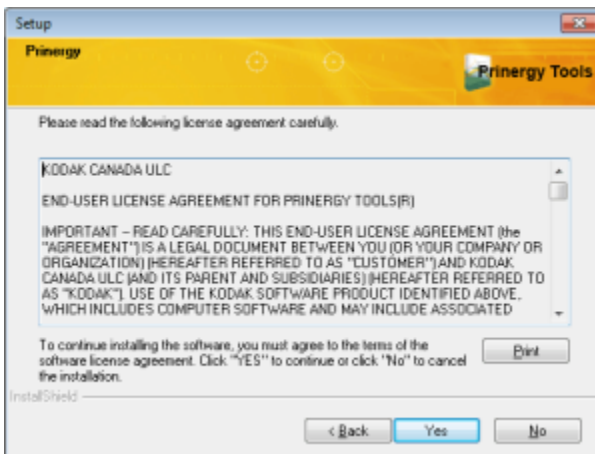 Setup
Prinergy
Prinergy Tools
Please read the following license agreement carefully.
KODAK CANADA ULC
END-USER LICENSE AGREEMENT FOR PRINERGY TOOLS(R)
IMPORTANT – READ CAREFULLY: THIS END-USER LICENSE AGREEMENT (the
"AGREEMENT") IS A LEGAL DOCUMENT BETWEEN YOU (OR YOUR COMPANY OR
ORGANIZATION) (HEREAFTER REFERRED TO AS "CUSTOMER") AND KODAK
CANADA ULC (AND ITS PARENT AND SUBSIDIARIES) (HEREAFTER REFERRED TO
AS "KODAK"). USE OF THE KODAK SOFTWARE PRODUCT IDENTIFIED ABOVE,
WHICH INCLUDES COMPUTER SOFTWARE AND MAY INCLUDE ASSOCIATED
To continue installing the software, you must agree to the terms of the
software license agreement. Click "YES" to continue or click "No" to cancel
the installation.
Print
InstallShield
< Back
Yes
No